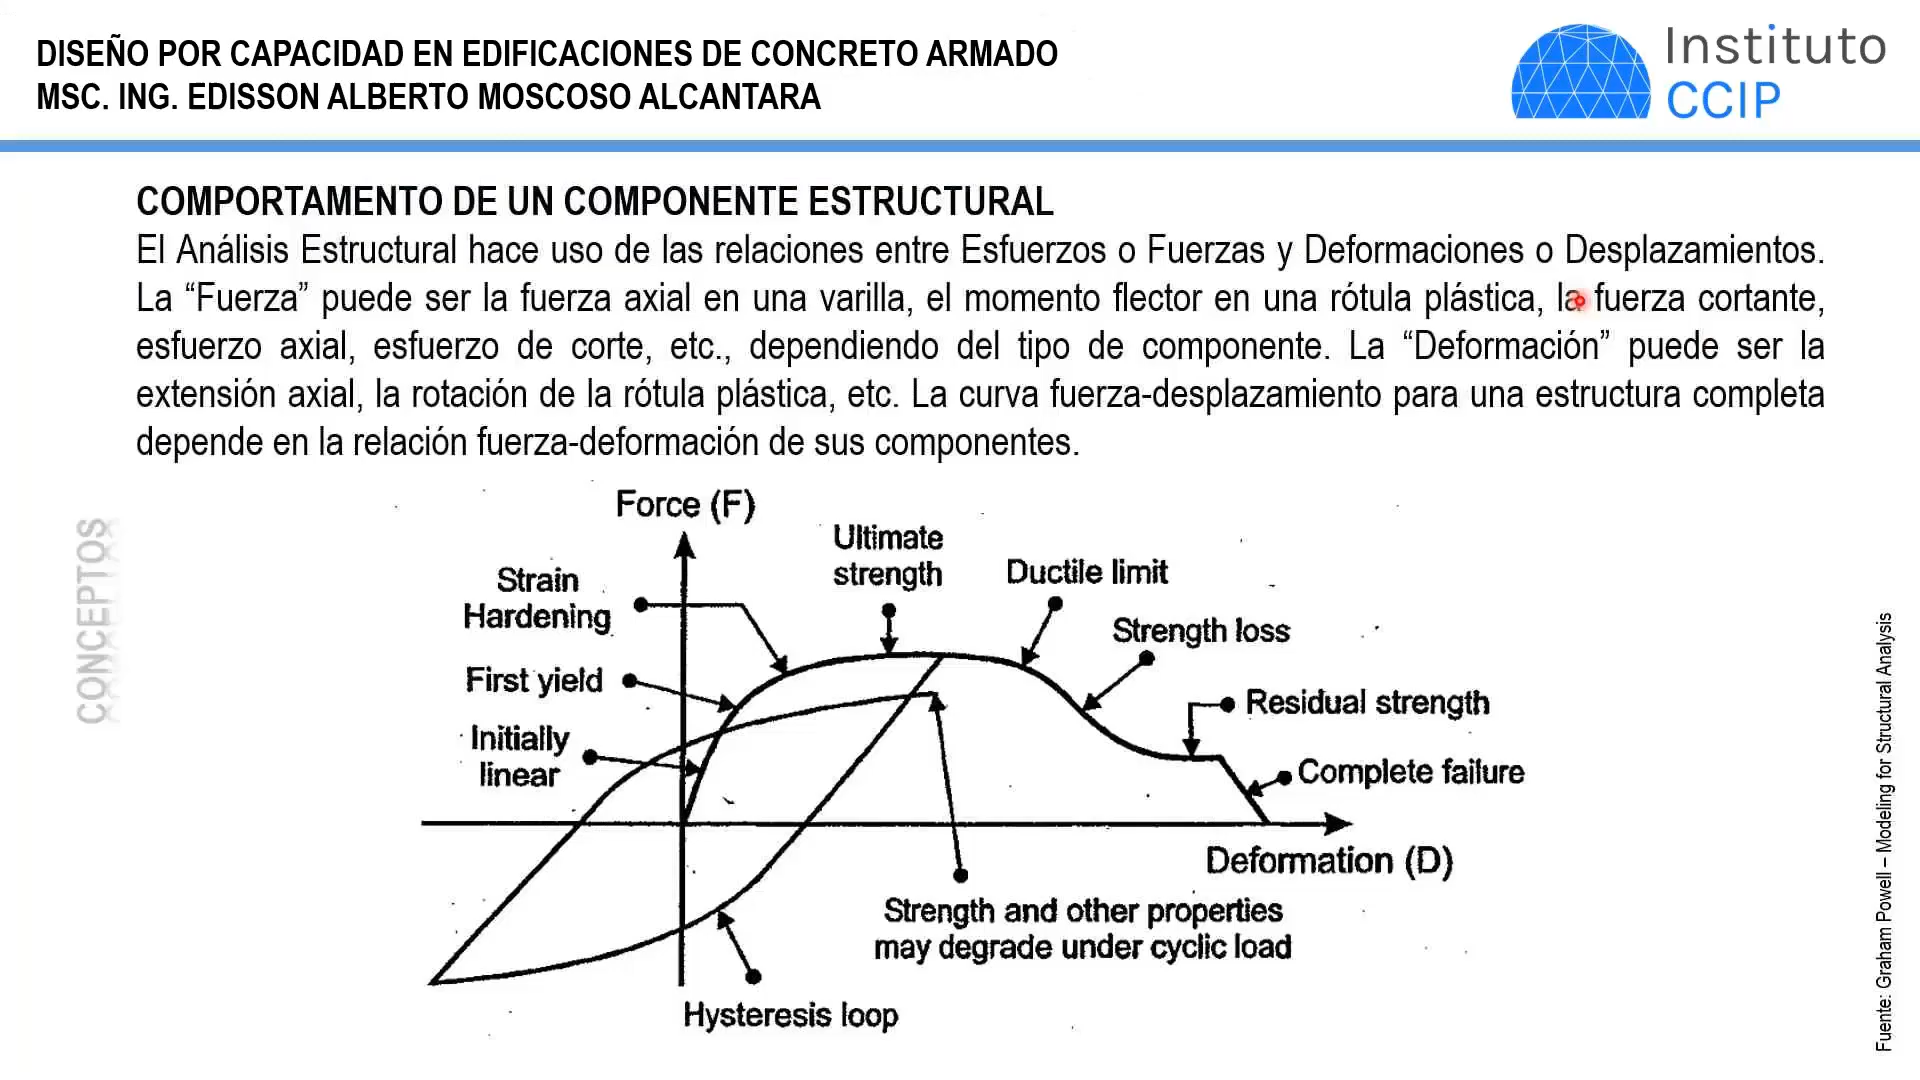 DISEÑO POR CAPACIDAD EN EDIFICACIONES DE CONCRETO ARMADO
MSC. ING. EDISSON ALBERTO MOSCOSO ALCANTARA
Instituto
CCIP
COMPORTAMENTO DE UN COMPONENTE ESTRUCTURAL
El Análisis Estructural hace uso de las relaciones entre Esfuerzos o Fuerzas y Deformaciones o Desplazamientos.
La “Fuerza” puede ser la fuerza axial en una varilla, el momento flector en una rótula plástica, la fuerza cortante,
esfuerzo axial, esfuerzo de corte, etc., dependiendo del tipo de componente. La “Deformación” puede ser la
extensión axial, la rotación de la rótula plástica, etc. La curva fuerza-desplazamiento para una estructura completa
depende en la relación fuerza-deformación de sus componentes.
CONCEPTOS
Force (F)
Ultimate
strength
Ductile limit
Strain
Hardening
Strength loss
First yield
Residual strength
Initially
linear
Complete failure
Deformation (D)
Strength and other properties
may degrade under cyclic load
Hysteresis loop
Fuente: Graham Powell – Modeling for Structural Analysis